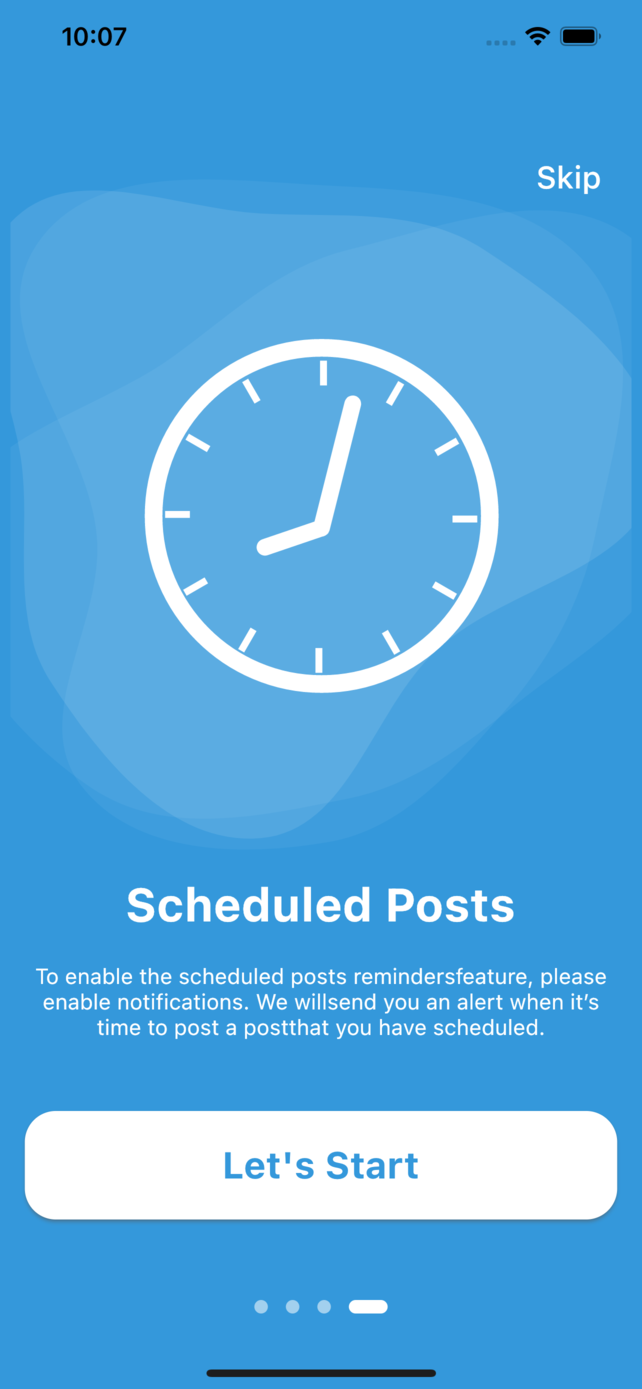 10:07
Skip
Scheduled Posts
To enable the scheduled posts remindersfeature, please
enable notifications. We willsend you an alert when it’s
time to post a postthat you have scheduled.
Let's Start